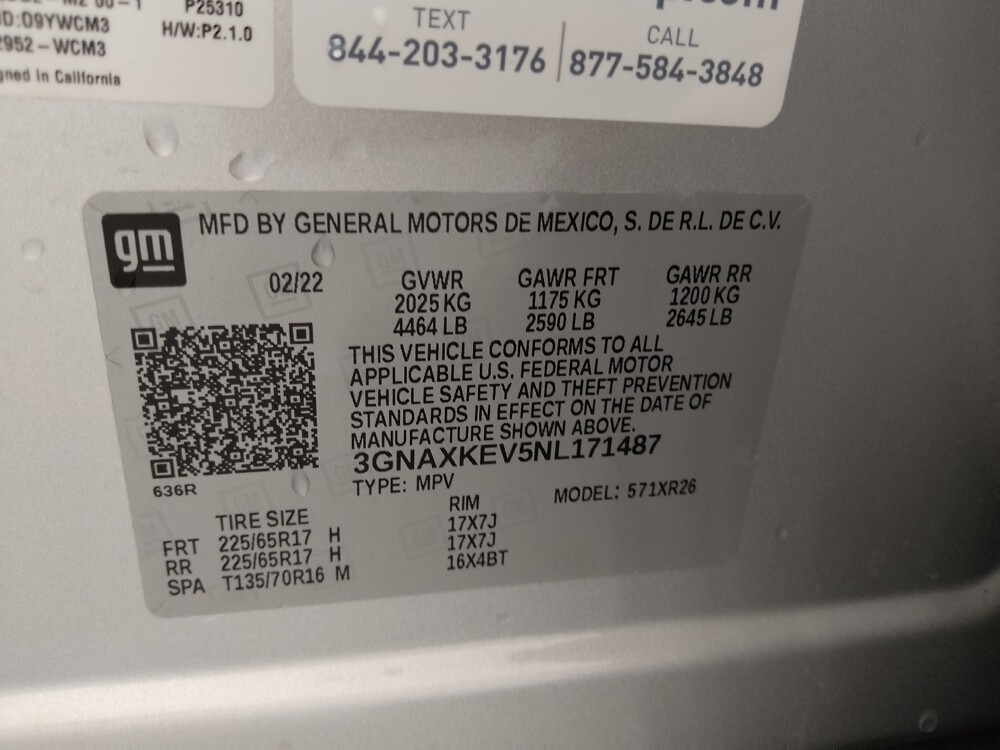 P25310
ID:O9YWCM3
H/W:P2.1.0
2952-WCM3
gned in California
TEXT
CALL
844-203-3176
877-584-3848
gm
MFD BY GENERAL MOTORS DE MEXICO, S. DE R.L. DE C.V.
02/22 GVWR GAWR FRT GAWR RR
2025 KG 1175 KG 1200 KG
4464 LB 2590 LB 2645 LB
THIS VEHICLE CONFORMS TO ALL
APPLICABLE U.S. FEDERAL MOTOR
VEHICLE SAFETY AND THEFT PREVENTION
STANDARDS IN EFFECT ON THE DATE OF
MANUFACTURE SHOWN ABOVE.
3GNAXKEV5NL171487
636R
TYPE: MPV MODEL: 571XR26
TIRE SIZE RIM
FRT 225/65R17 H 17X7J
RR 225/65R17 H 17X7J
SPA T135/70R16 M 16X4BT